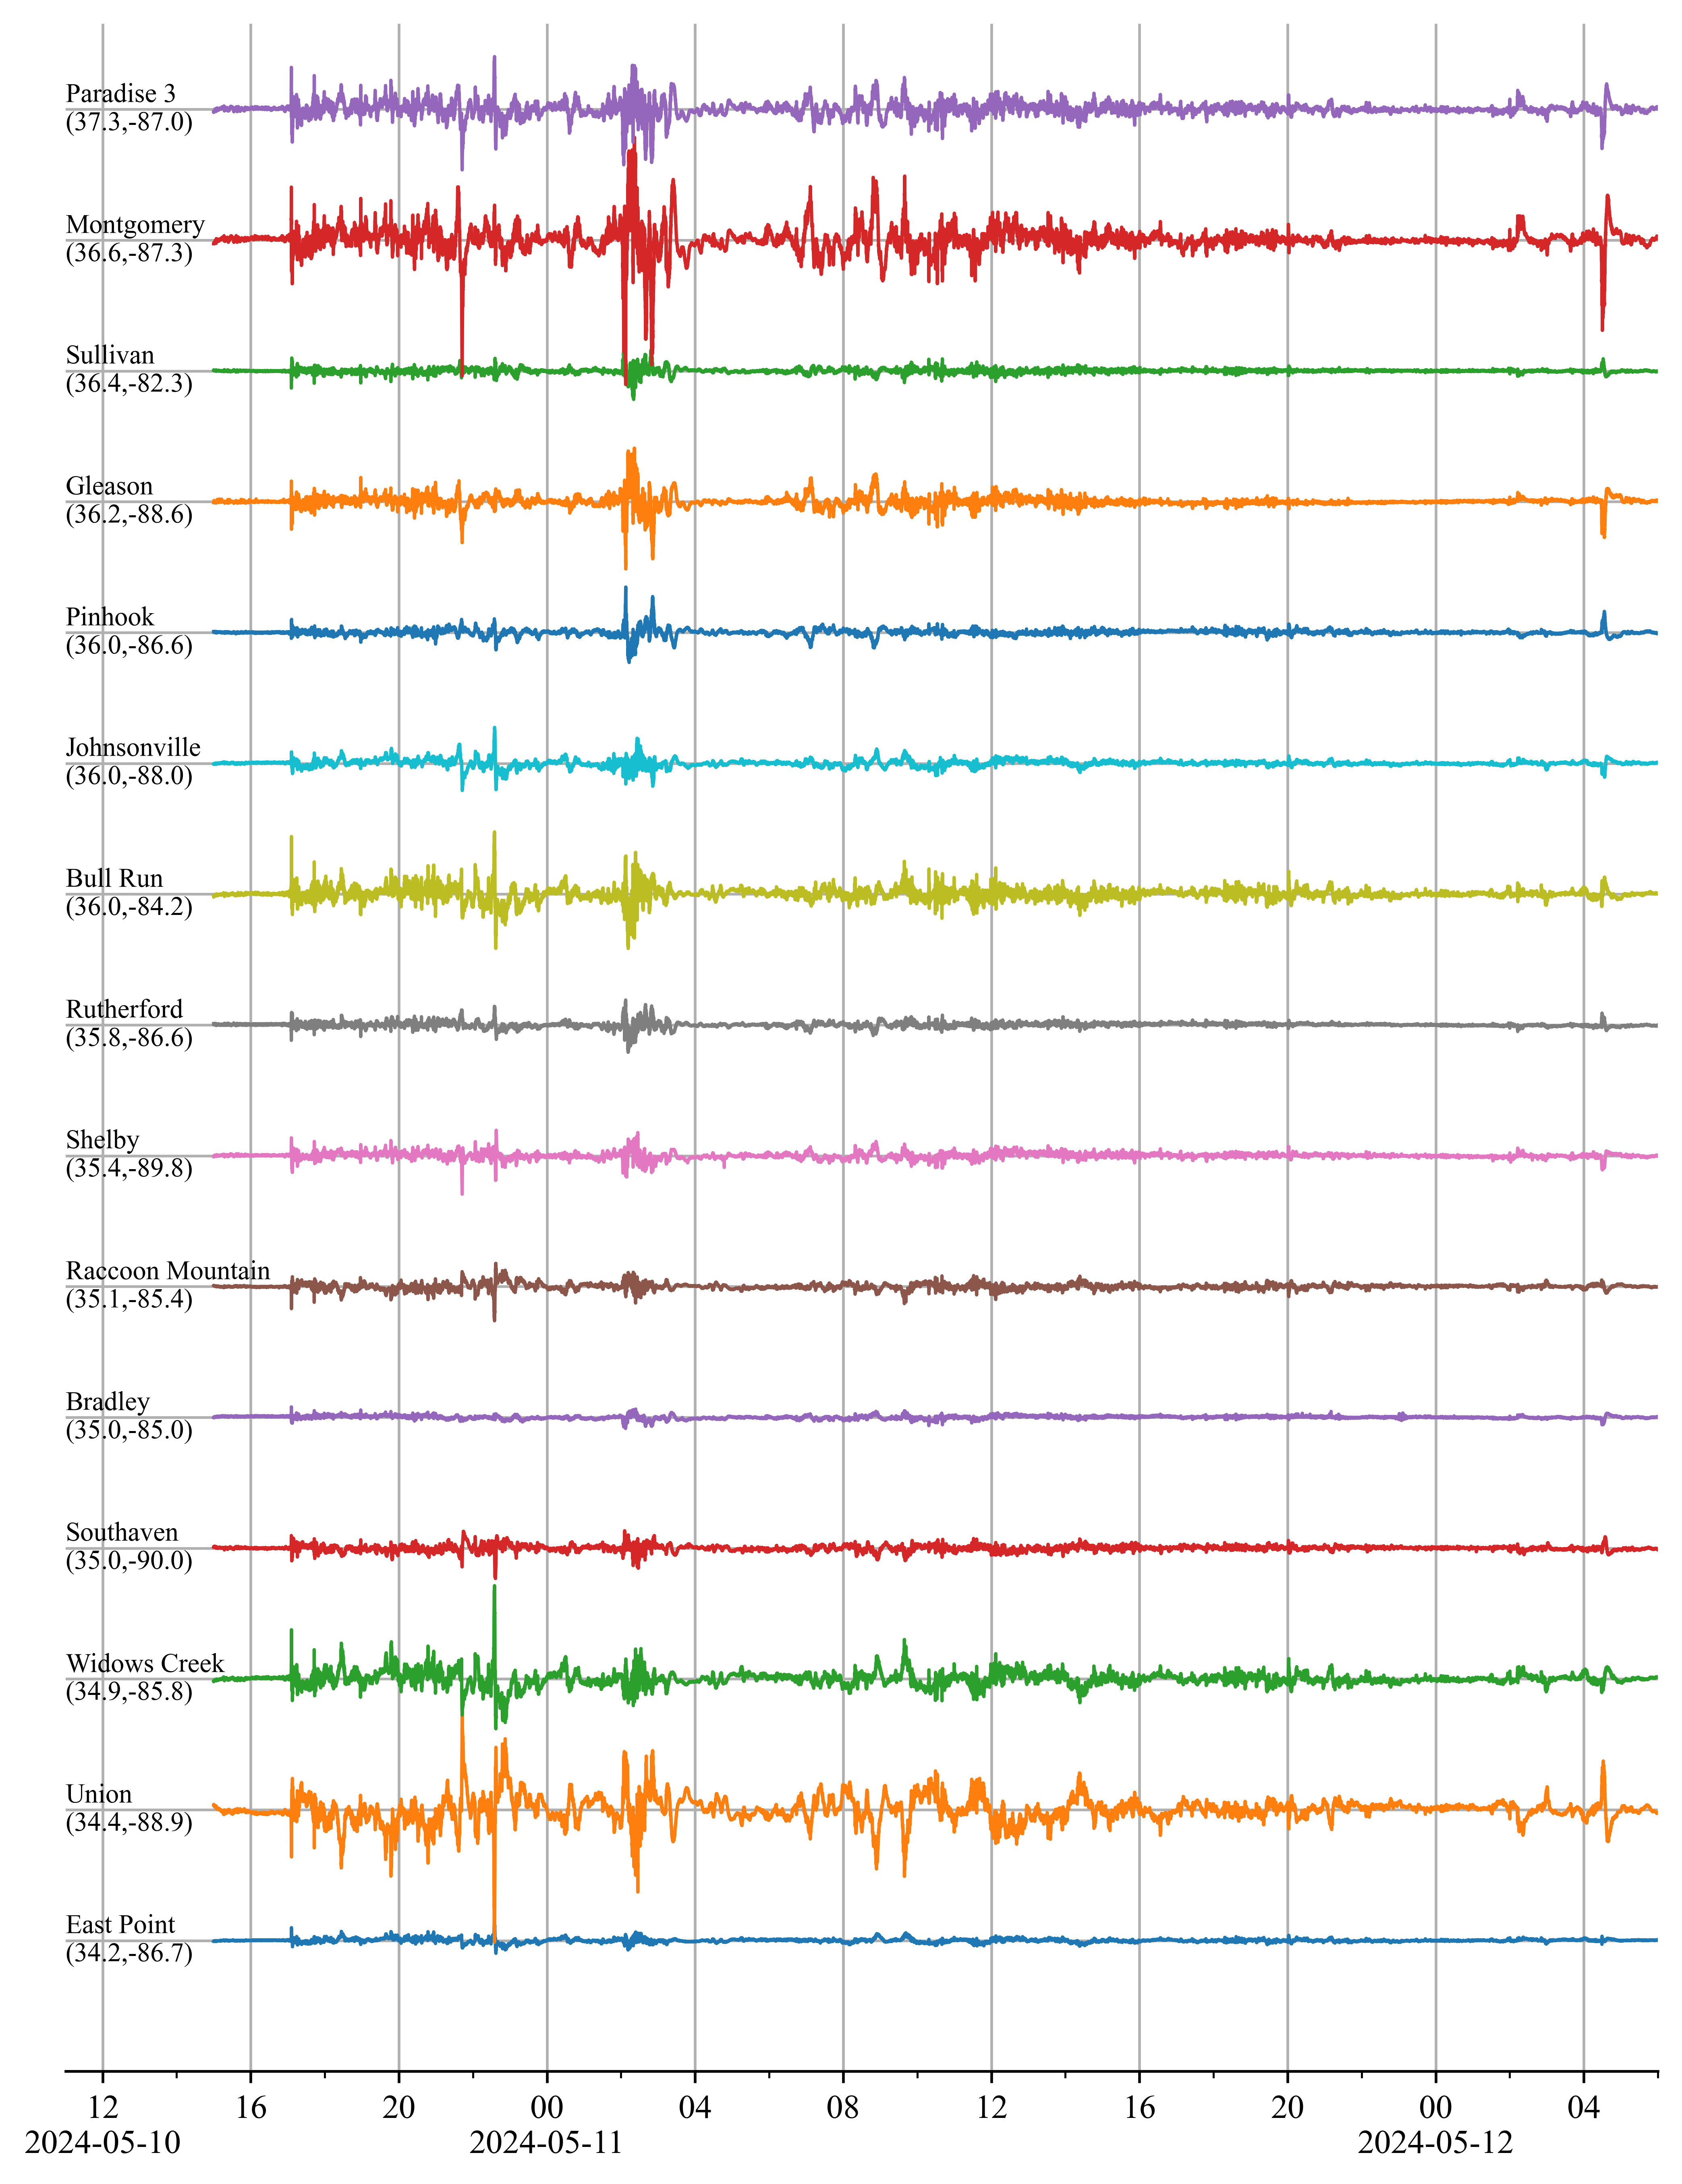 Paradise 3
(37.3,-87.0)
Montgomery
(36.6,-87.3)
Sullivan
(36.4,-82.3)
Gleason
(36.2,-88.6)
Pinhook
(36.0,-86.6)
Johnsonville
(36.0,-88.0)
Bull Run
(36.0,-84.2)
Rutherford
(35.8,-86.6)
Shelby
(35.4,-89.8)
Raccoon Mountain
(35.1,-85.4)
Bradley
(35.0,-85.0)
Southaven
(35.0,-90.0)
Widows Creek
(34.9,-85.8)
Union
(34.4,-88.9)
East Point
(34.2,-86.7)
12 16 20 00 04 08 12 16 20 00 04
2024-05-10 2024-05-11 2024-05-12